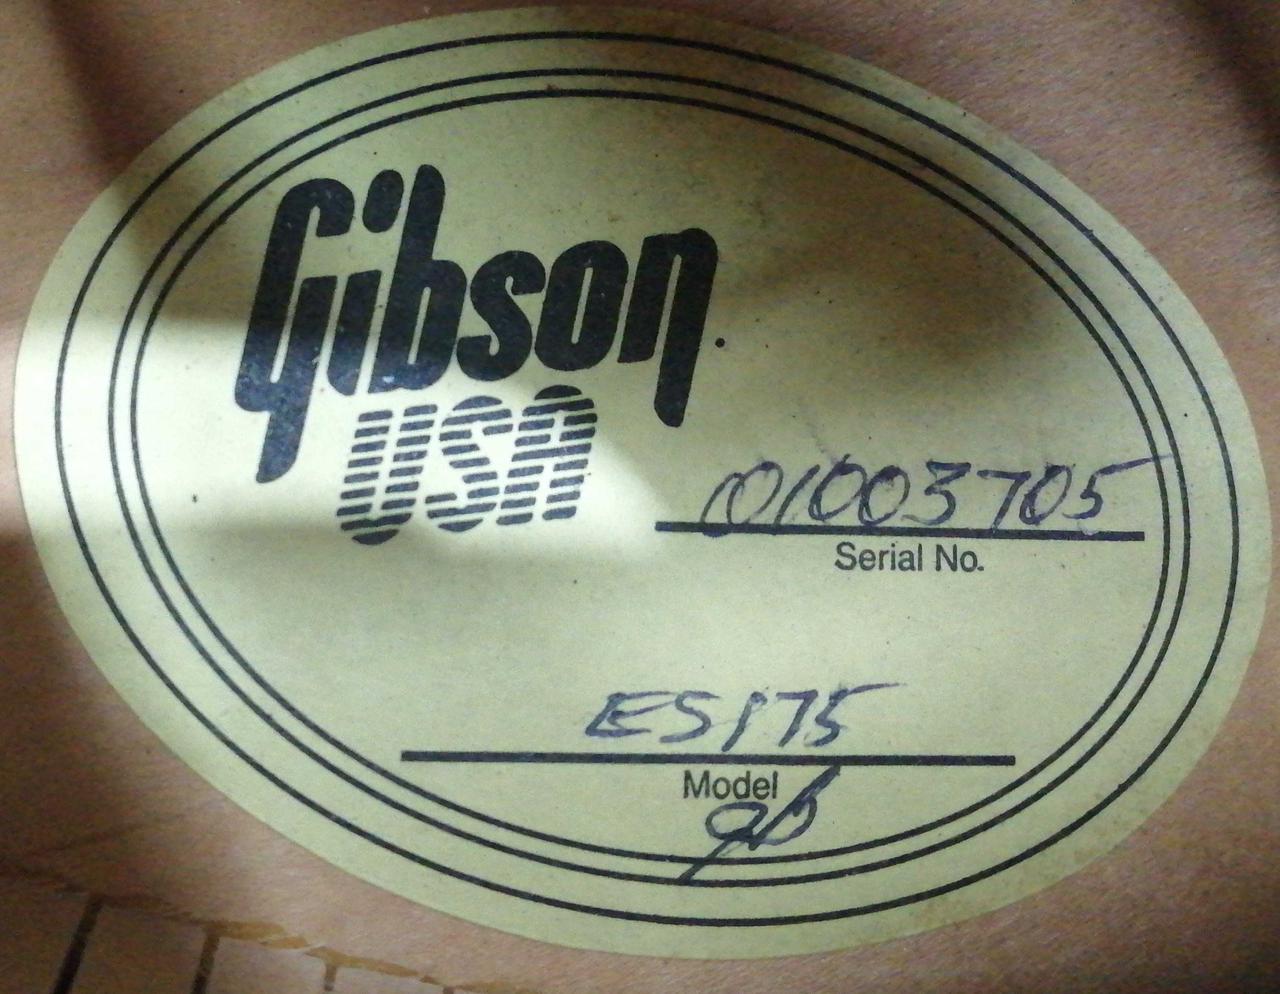 Gibson
USA
01003705
Serial No.
ES175
Model